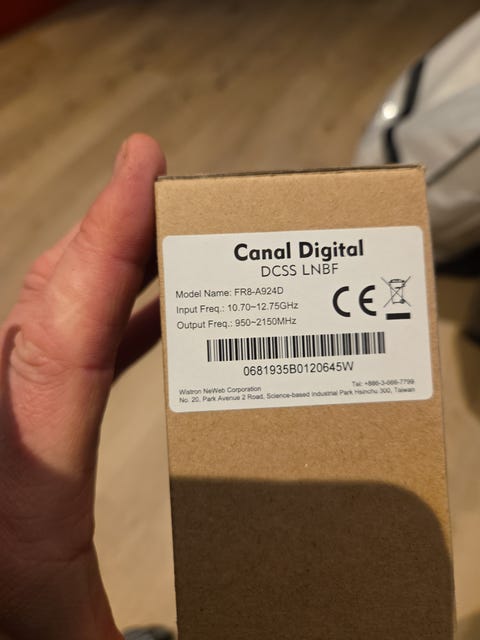 Canal Digital
DCSS LNBF
Model Name: FR8-A924D
Input Freq.: 10.70~12.75GHz
Output Freq.: 950~2150MHz
CE
0681935B0120645W
Wistron NeWeb Corporation
Tel: +886-3-666-7799
No. 20, Park Avenue 2 Road, Science-based Industrial Park Hsinchu 300, Taiwan